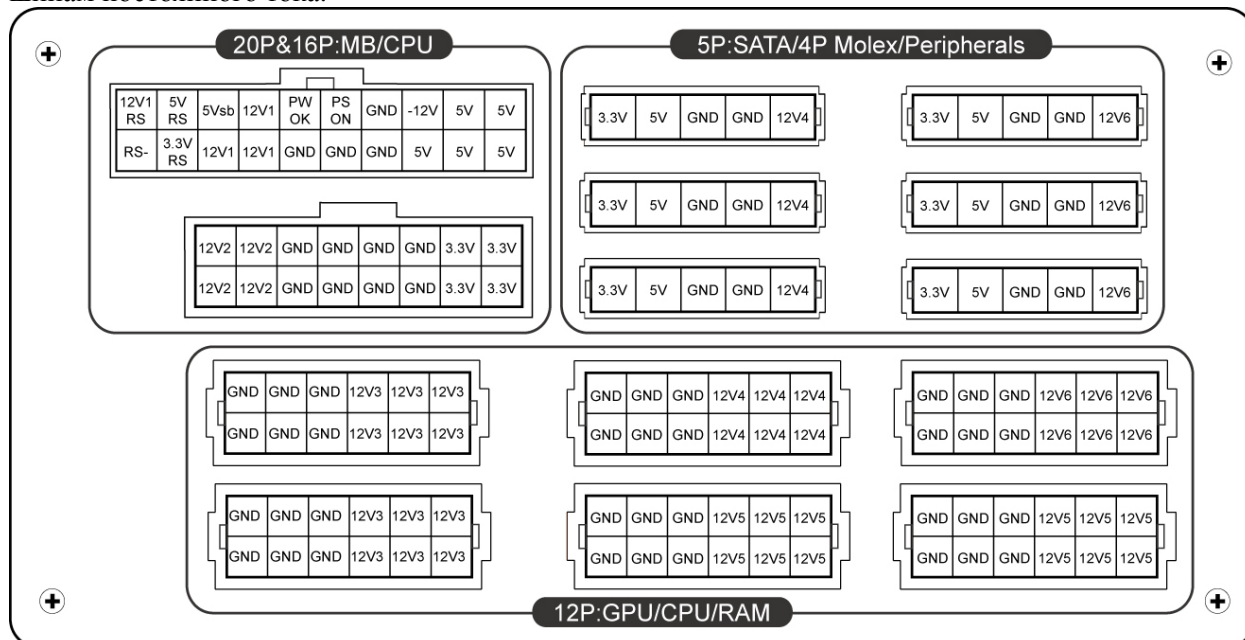 шинам постоянного тока.
20P&16P:MB/CPU
12V1 RS 5V RS 5Vsb 12V1 PW OK PS ON GND -12V 5V 5V
RS- 3.3V RS 12V1 12V1 GND GND GND 5V 5V 5V
12V2 12V2 GND GND GND GND 3.3V 3.3V
12V2 12V2 GND GND GND GND 3.3V 3.3V
5P:SATA/4P Molex/Peripherals
3.3V 5V GND GND 12V4
3.3V 5V GND GND 12V6
3.3V 5V GND GND 12V4
3.3V 5V GND GND 12V6
3.3V 5V GND GND 12V4
3.3V 5V GND GND 12V6
GND GND GND 12V3 12V3 12V3
GND GND GND 12V3 12V3 12V3
GND GND GND 12V4 12V4 12V4
GND GND GND 12V4 12V4 12V4
GND GND GND 12V6 12V6 12V6
GND GND GND 12V6 12V6 12V6
GND GND GND 12V3 12V3 12V3
GND GND GND 12V3 12V3 12V3
GND GND GND 12V5 12V5 12V5
GND GND GND 12V5 12V5 12V5
GND GND GND 12V5 12V5 12V5
GND GND GND 12V5 12V5 12V5
12P:GPU/CPU/RAM